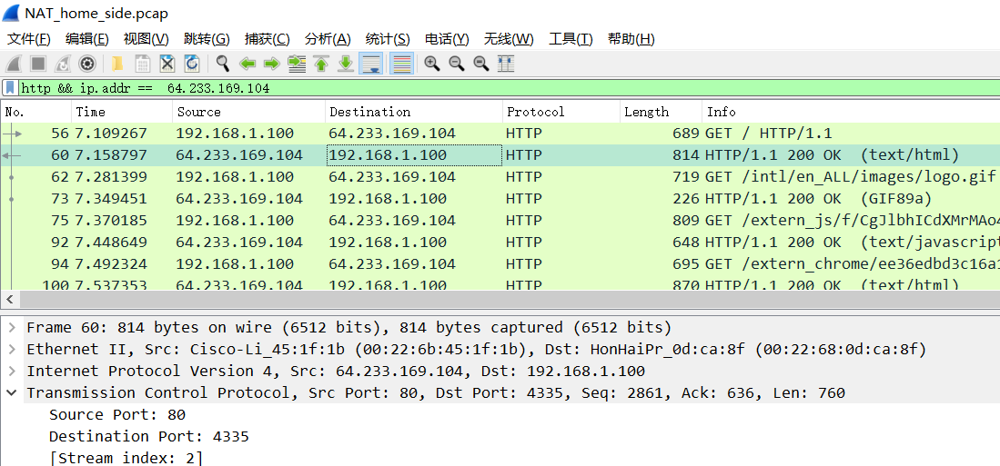 NAT_home_side.pcap
文件(F) 编辑(E) 视图(V) 跳转(G) 捕获(C) 分析(A) 统计(S) 电话(Y) 无线(W) 工具(T) 帮助(H)
http && ip.addr == 64.233.169.104
No. Time Source Destination Protocol Length Info
56 7.109267 192.168.1.100 64.233.169.104 HTTP 689 GET / HTTP/1.1
60 7.158797 64.233.169.104 192.168.1.100 HTTP 814 HTTP/1.1 200 OK (text/html)
62 7.281399 192.168.1.100 64.233.169.104 HTTP 719 GET /intl/en_ALL/images/logo.gif
73 7.349451 64.233.169.104 192.168.1.100 HTTP 226 HTTP/1.1 200 OK (GIF89a)
75 7.370185 192.168.1.100 64.233.169.104 HTTP 809 GET /extern_js/f/CgJlbhICdXMrMAo4
92 7.448649 64.233.169.104 192.168.1.100 HTTP 648 HTTP/1.1 200 OK (text/javascript
94 7.492324 192.168.1.100 64.233.169.104 HTTP 695 GET /extern_chrome/ee36edbd3c16a1
100 7.537353 64.233.169.104 192.168.1.100 HTTP 870 HTTP/1.1 200 OK (text/html)
Frame 60: 814 bytes on wire (6512 bits), 814 bytes captured (6512 bits)
Ethernet II, Src: Cisco-Li_45:1f:1b (00:22:6b:45:1f:1b), Dst: HonHaiPr_0d:ca:8f (00:22:68:0d:ca:8f)
Internet Protocol Version 4, Src: 64.233.169.104, Dst: 192.168.1.100
Transmission Control Protocol, Src Port: 80, Dst Port: 4335, Seq: 2861, Ack: 636, Len: 760
Source Port: 80
Destination Port: 4335
[Stream index: 2]